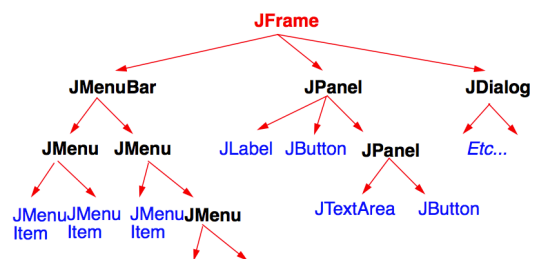 JFrame
JMenuBar JPanel JDialog
JMenu JMenu JLabel JButton JPanel Etc...
JMenu Item JMenu Item JMenu Item JMenu JTextArea JButton